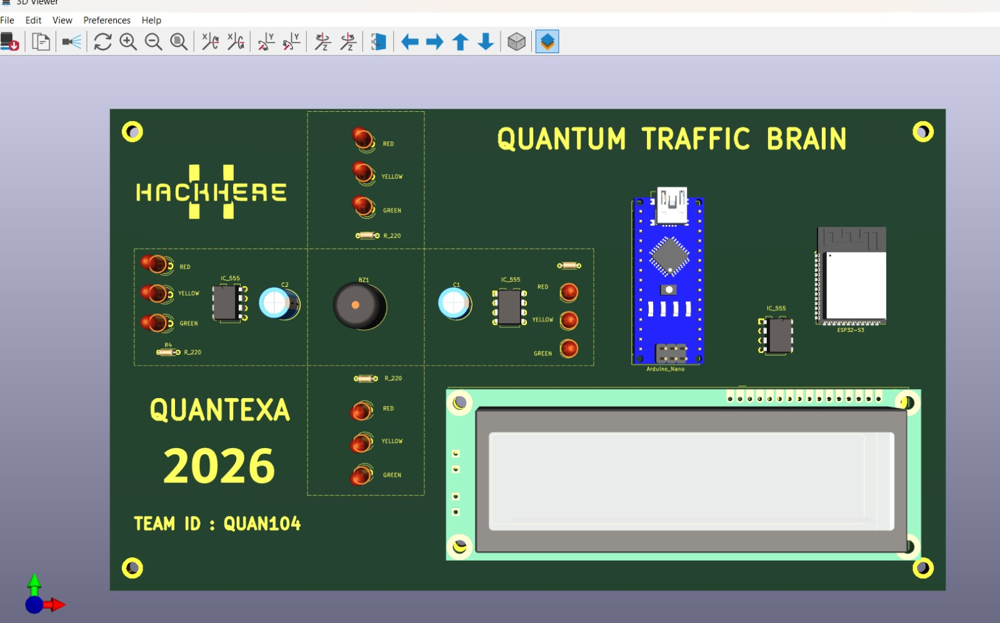 3D Viewer
File Edit View Preferences Help
QUANTUM TRAFFIC BRAIN
HACKHERE
RED
YELLOW
GREEN
R_220
RED
YELLOW
GREEN
R4
R_220
IC_555
C2
BZ1
C1
IC_555
RED
YELLOW
GREEN
Arduino_Nano
IC_555
ESP32-S3
R_220
RED
YELLOW
GREEN
QUANTEXA
2026
TEAM ID : QUAN104